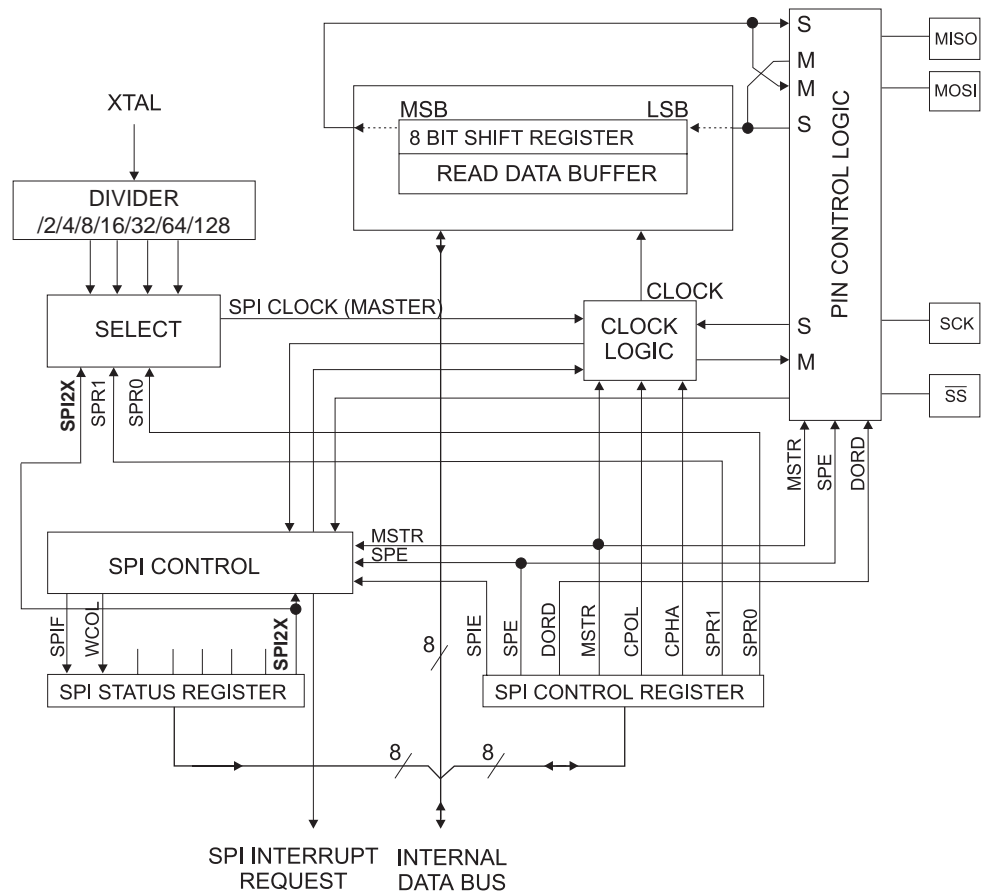 S
MISO
M
M
MOSI
XTAL
MSB
LSB
S
8 BIT SHIFT REGISTER
READ DATA BUFFER
DIVIDER
/2/4/8/16/32/64/128
PIN CONTROL LOGIC
SPI CLOCK (MASTER)
CLOCK
SELECT
CLOCK
LOGIC
S
SCK
M
SS
SPI2X
SPR1
SPR0
MSTR
SPE
DORD
MSTR
SPE
SPI CONTROL
SPIF
WCOL
SPI2X
SPIE
SPE
DORD
MSTR
CPOL
CPHA
SPR1
SPR0
8
SPI STATUS REGISTER
SPI CONTROL REGISTER
8
8
SPI INTERRUPT
REQUEST
INTERNAL
DATA BUS